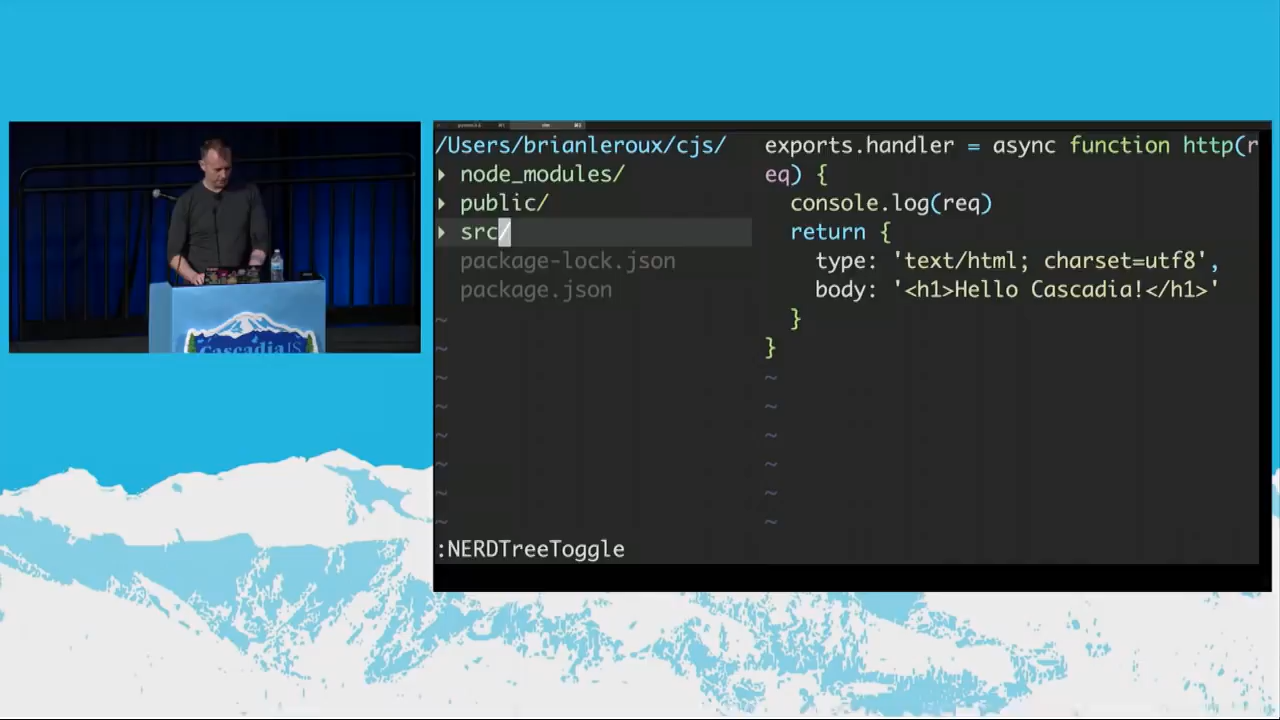 CascadiaJS
/Users/brianleroux/cjs/
node_modules/
public/
src/
package-lock.json
package.json
~
~
~
~
~
~
~
~
:NERDTreeToggle
exports.handler = async function http(r
eq) {
console.log(req)
return {
type: 'text/html; charset=utf8',
body: '<h1>Hello Cascadia!</h1>'
}
}
~
~
~
~
~
~